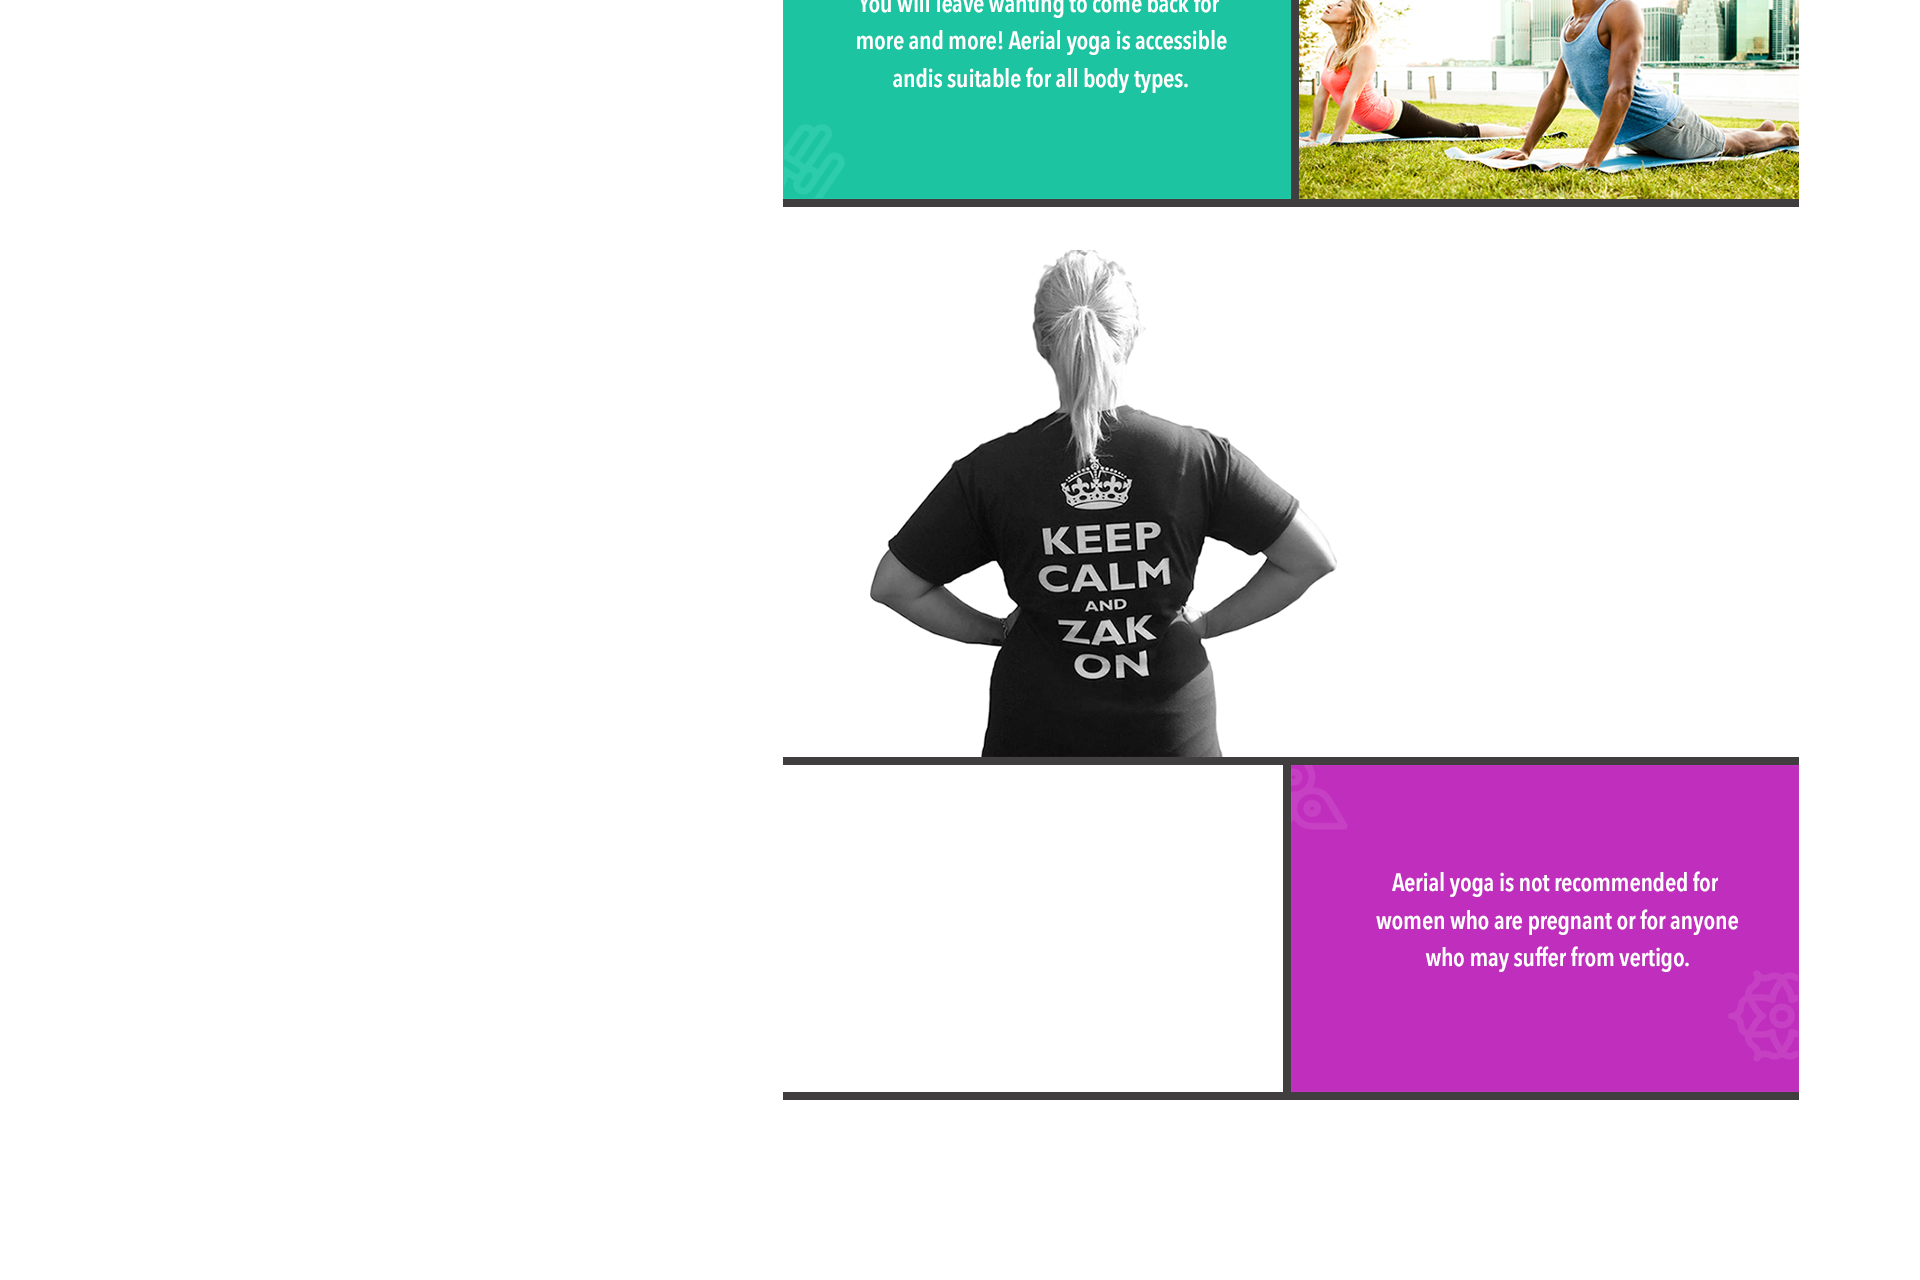 You will leave wanting to come back for
more and more! Aerial yoga is accessible
andis suitable for all body types.
KEEP
CALM
AND
ZAK
ON
Aerial yoga is not recommended for
women who are pregnant or for anyone
who may suffer from vertigo.